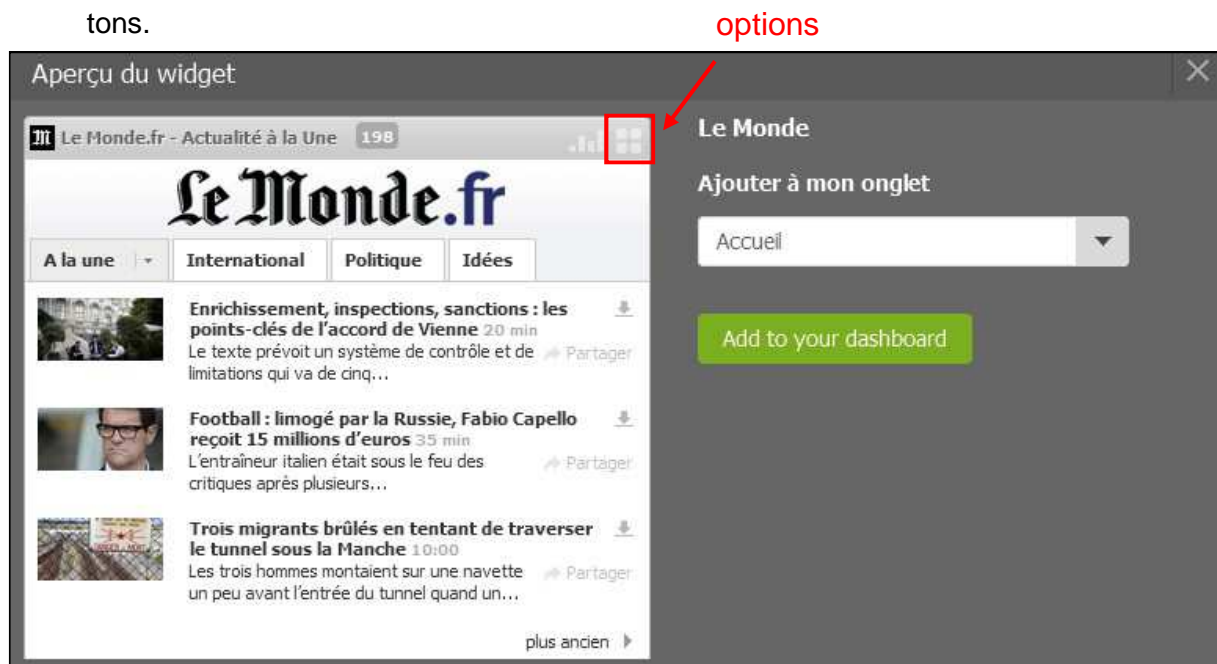 tons.
options
Aperçu du widget
Le Monde.fr - Actualité à la Une 198
Le Monde.fr
A la une
International
Politique
Idées
Enrichissement, inspections, sanctions : les
points-clés de l'accord de Vienne 20 min
Le texte prévoit un système de contrôle et de
limitations qui va de cinq...
Partager
Football : limogé par la Russie, Fabio Capello
reçoit 15 millions d'euros 35 min
L'entraîneur italien était sous le feu des
critiques après plusieurs...
Partager
Trois migrants brûlés en tentant de traverser
le tunnel sous la Manche 10:00
Les trois hommes montaient sur une navette
un peu avant l'entrée du tunnel quand un...
Partager
plus ancien
Le Monde
Ajouter à mon onglet
Accueil
Add to your dashboard